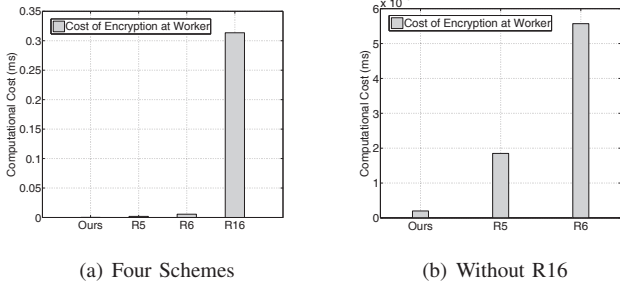 0.35
0.3
0.25
0.2
0.15
0.1
0.05
0
Computational Cost (ms)
Cost of Encryption at Worker
Ours R5 R6 R16
(a) Four Schemes
x 10
6
5
4
3
2
1
0
Computational Cost (ms)
Cost of Encryption at Worker
Ours R5 R6
(b) Without R16